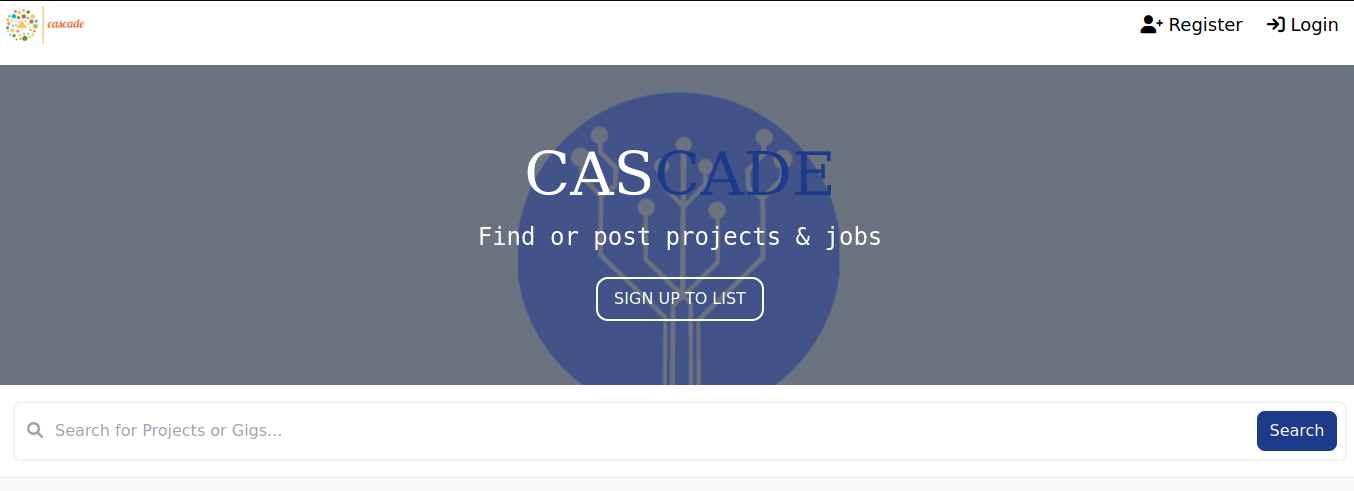 cascade
Register
Login
CASCADE
Find or post projects & jobs
SIGN UP TO LIST
Search for Projects or Gigs...
Search